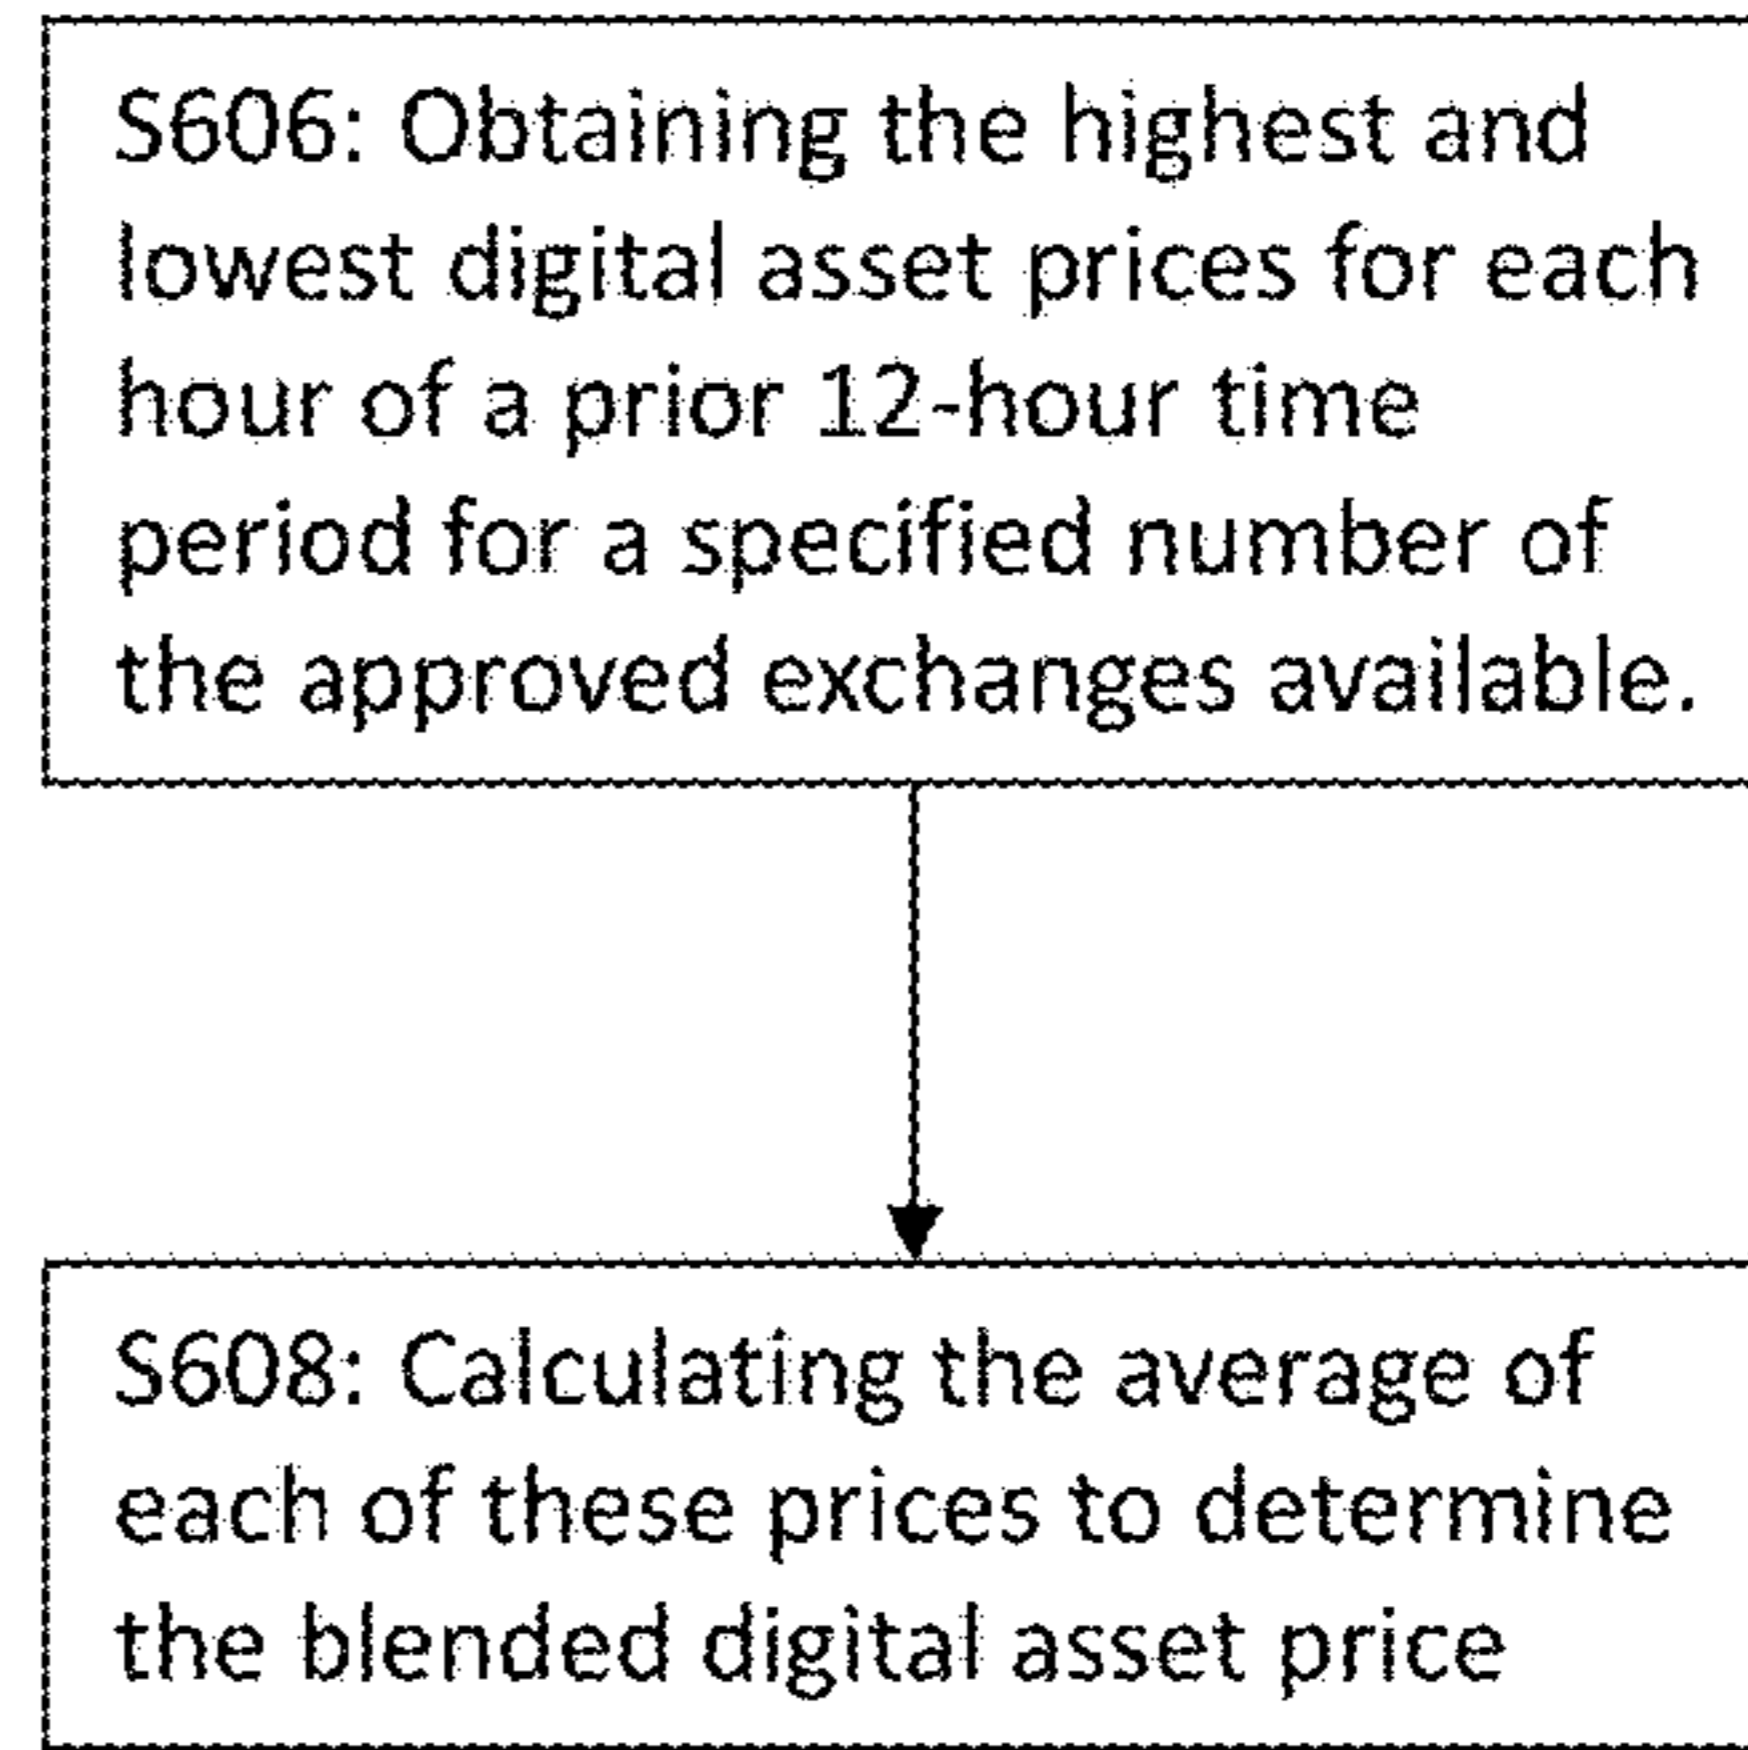 S606: Obtaining the highest and
lowest digital asset prices for each
hour of a prior 12-hour time
period for a specified number of
the approved exchanges available.
S608: Calculating the average of
each of these prices to determine
the blended digital asset price